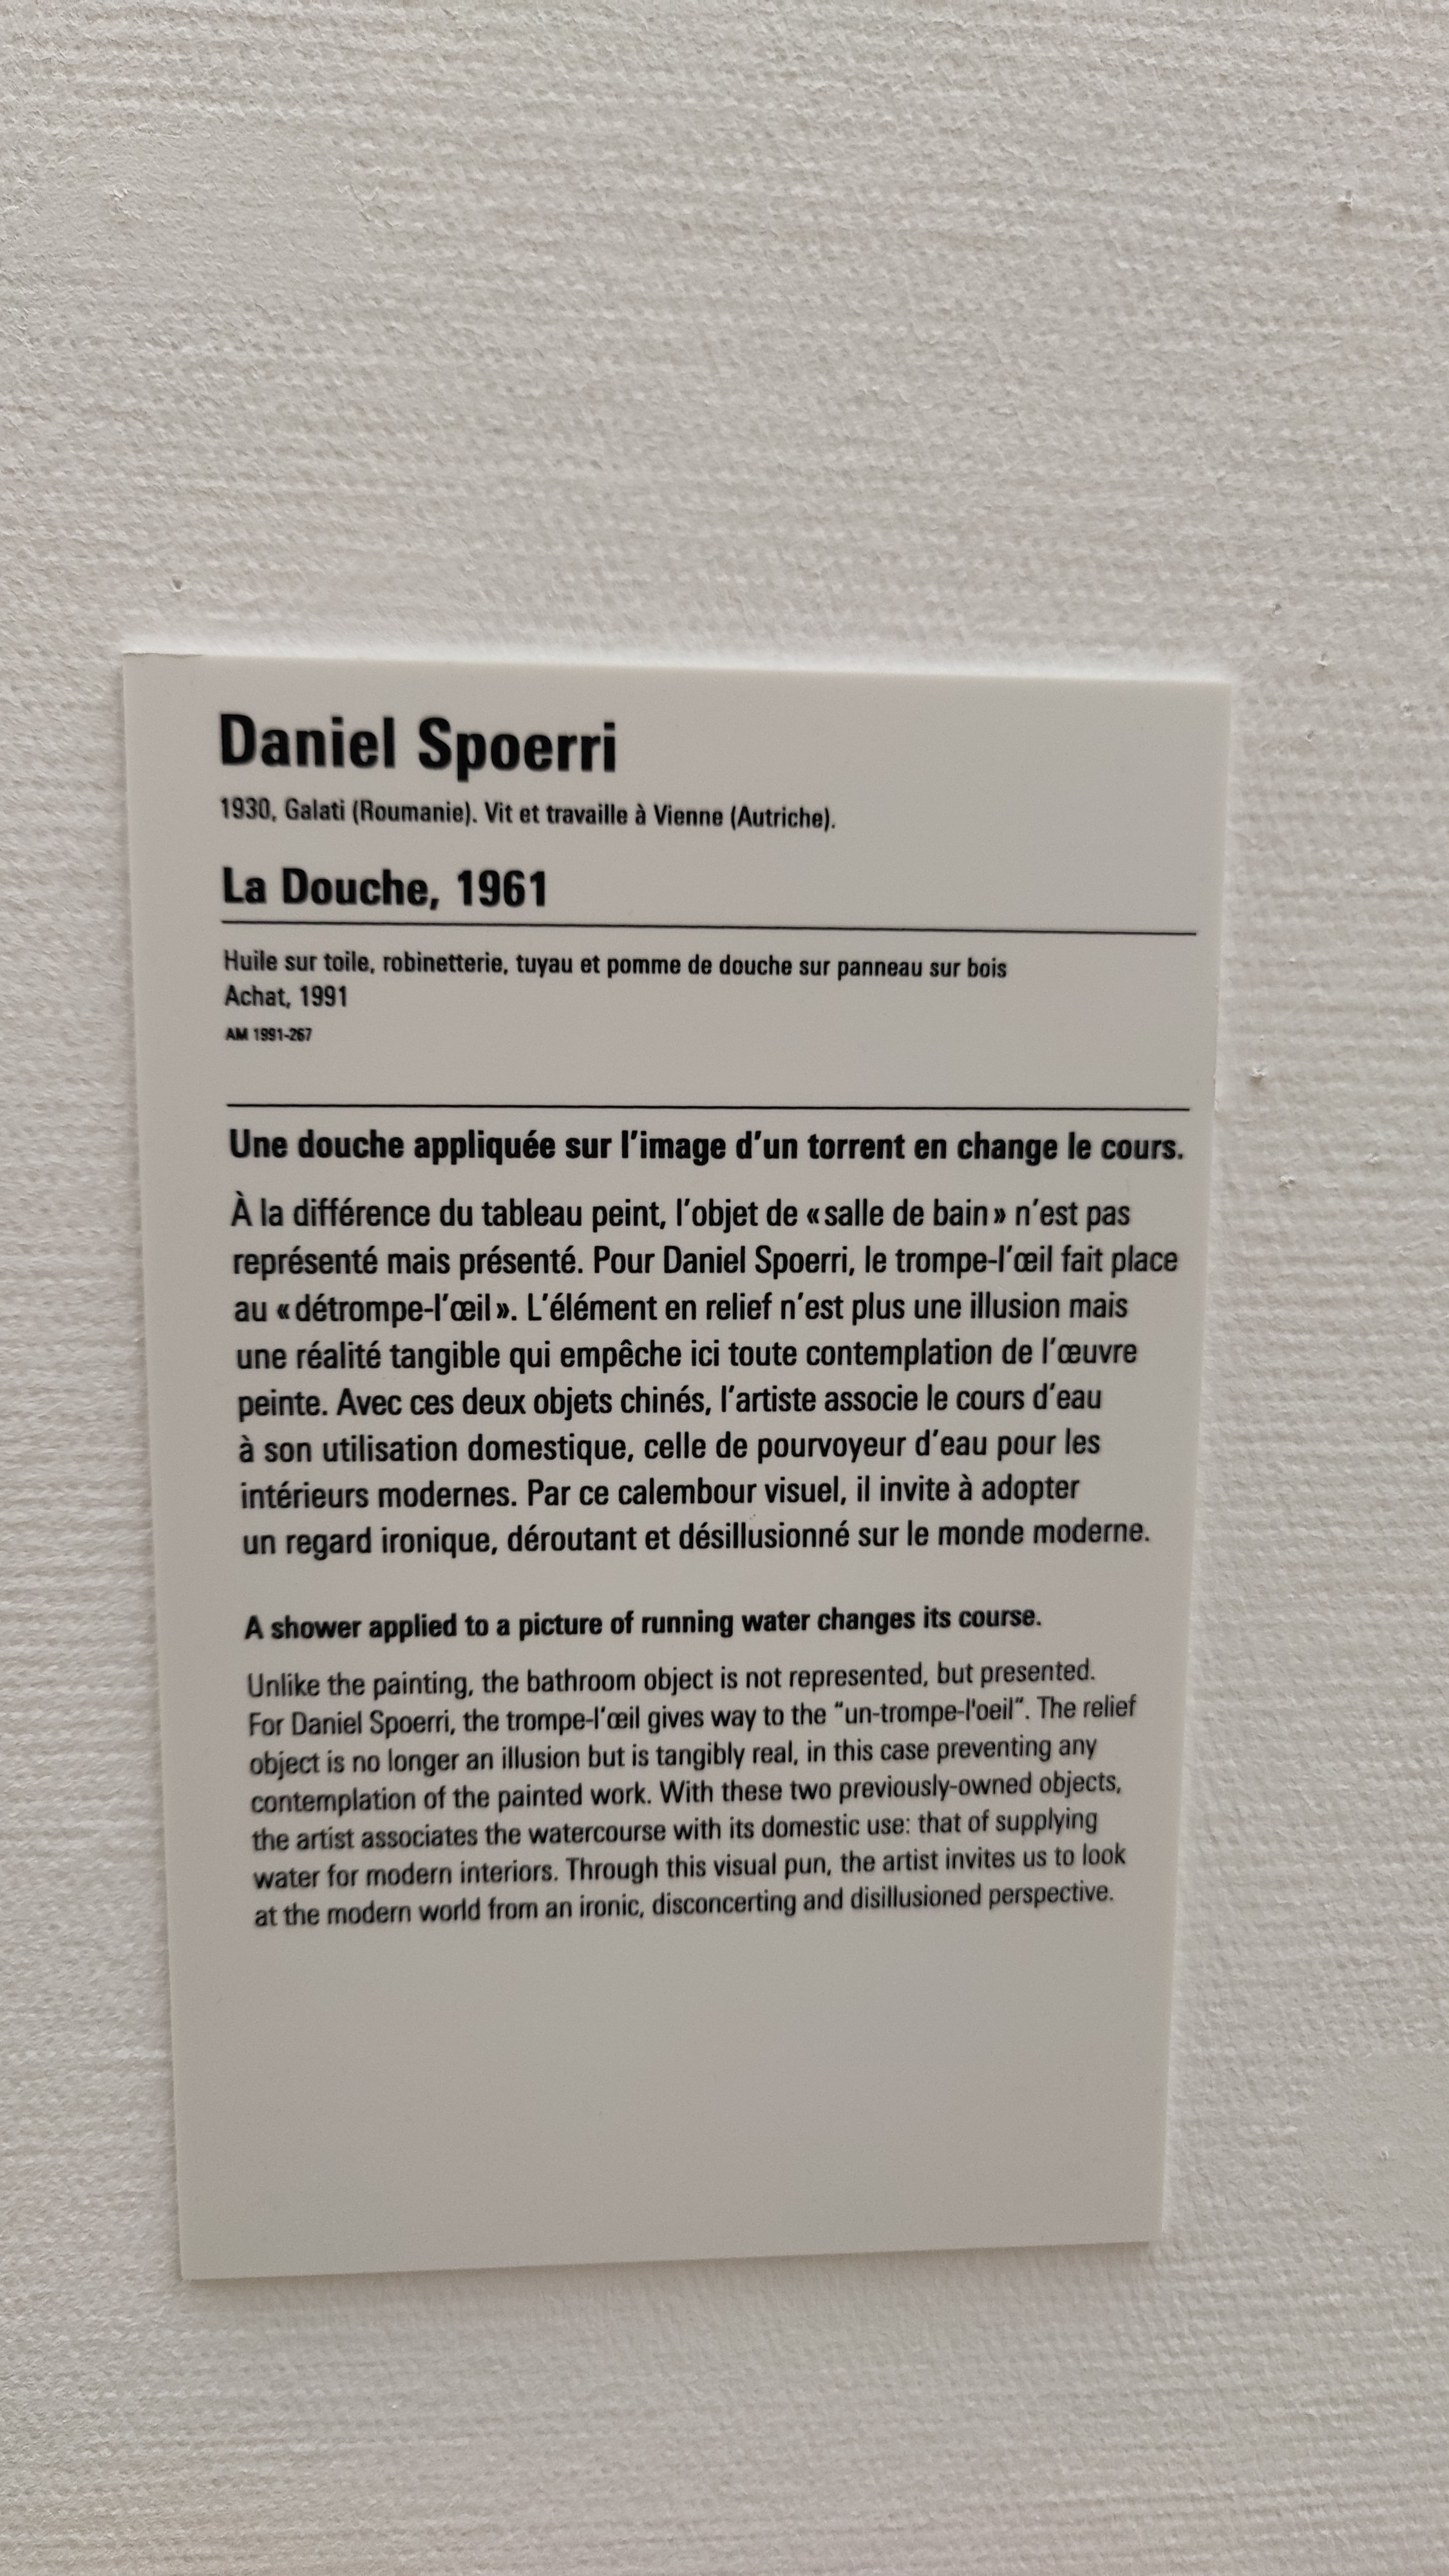 Daniel Spoerri
1930, Galati (Roumanie). Vit et travaille à Vienne (Autriche).
La Douche, 1961
Huile sur toile, robinetterie, tuyau et pomme de douche sur panneau sur bois
Achat, 1991
AM 1991-267
Une douche appliquée sur l'image d'un torrent en change le cours.
À la différence du tableau peint, l'objet de « salle de bain » n'est pas
représenté mais présenté. Pour Daniel Spoerri, le trompe-l'œil fait place
au « détrompe-l'œil ». L'élément en relief n'est plus une illusion mais
une réalité tangible qui empêche ici toute contemplation de l'œuvre
peinte. Avec ces deux objets chinés, l'artiste associe le cours d'eau
à son utilisation domestique, celle de pourvoyeur d'eau pour les
intérieurs modernes. Par ce calembour visuel, il invite à adopter
un regard ironique, déroutant et désillusionné sur le monde moderne.
A shower applied to a picture of running water changes its course.
Unlike the painting, the bathroom object is not represented, but presented.
For Daniel Spoerri, the trompe-l'œil gives way to the "un-trompe-l'oeil". The relief
object is no longer an illusion but is tangibly real, in this case preventing any
contemplation of the painted work. With these two previously-owned objects,
the artist associates the watercourse with its domestic use: that of supplying
water for modern interiors. Through this visual pun, the artist invites us to look
at the modern world from an ironic, disconcerting and disillusioned perspective.